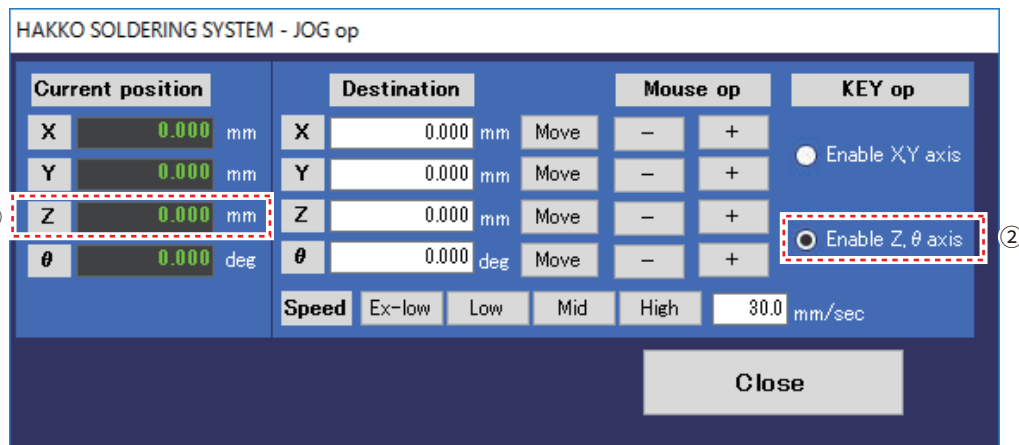 HAKKO SOLDERING SYSTEM - JOG op
Current position Destination Mouse op KEY op
X 0.000 mm X 0.000 mm Move − +
Enable X,Y axis
Y 0.000 mm Y 0.000 mm Move − +
Z 0.000 mm Z 0.000 mm Move − +
Enable Z, θ axis ②
θ 0.000 deg θ 0.000 deg Move − +
Speed Ex-low Low Mid High 30.0 mm/sec
Close